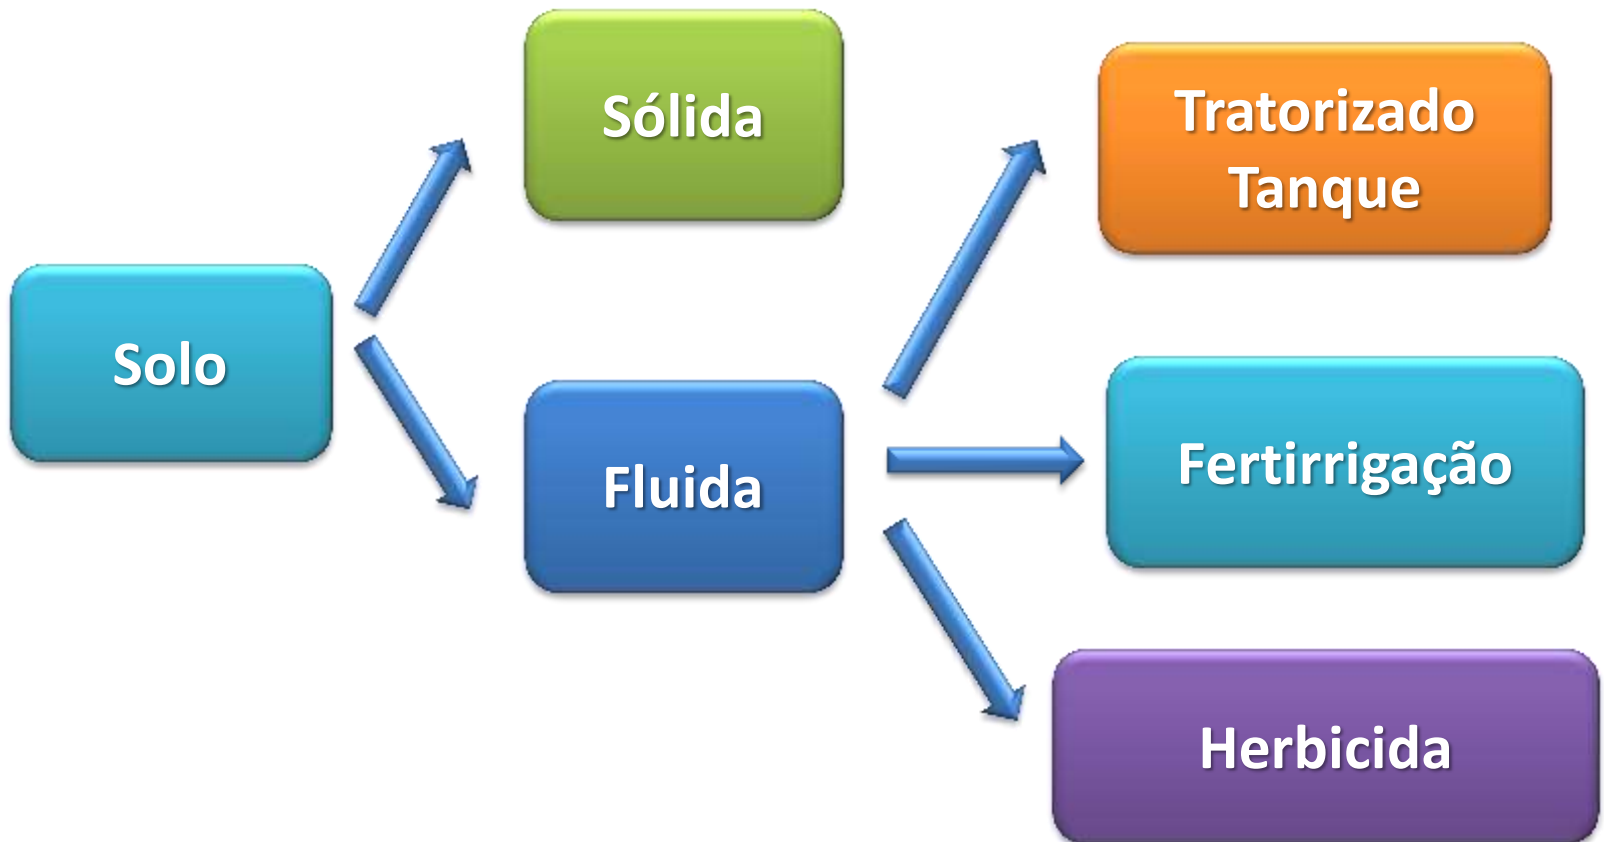 Solo
Sólida
Fluida
Tratorizado
Tanque
Fertirrigação
Herbicida